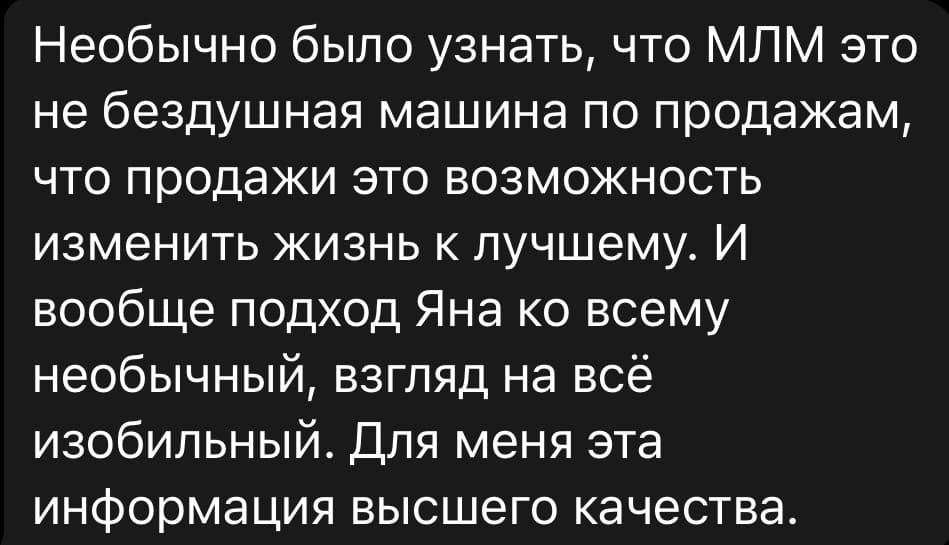 Необычно было узнать, что МЛМ это
не бездушная машина по продажам,
что продажи это возможность
изменить жизнь к лучшему. И
вообще подход Яна ко всему
необычный, взгляд на всё
изобильный. Для меня эта
информация высшего качества.